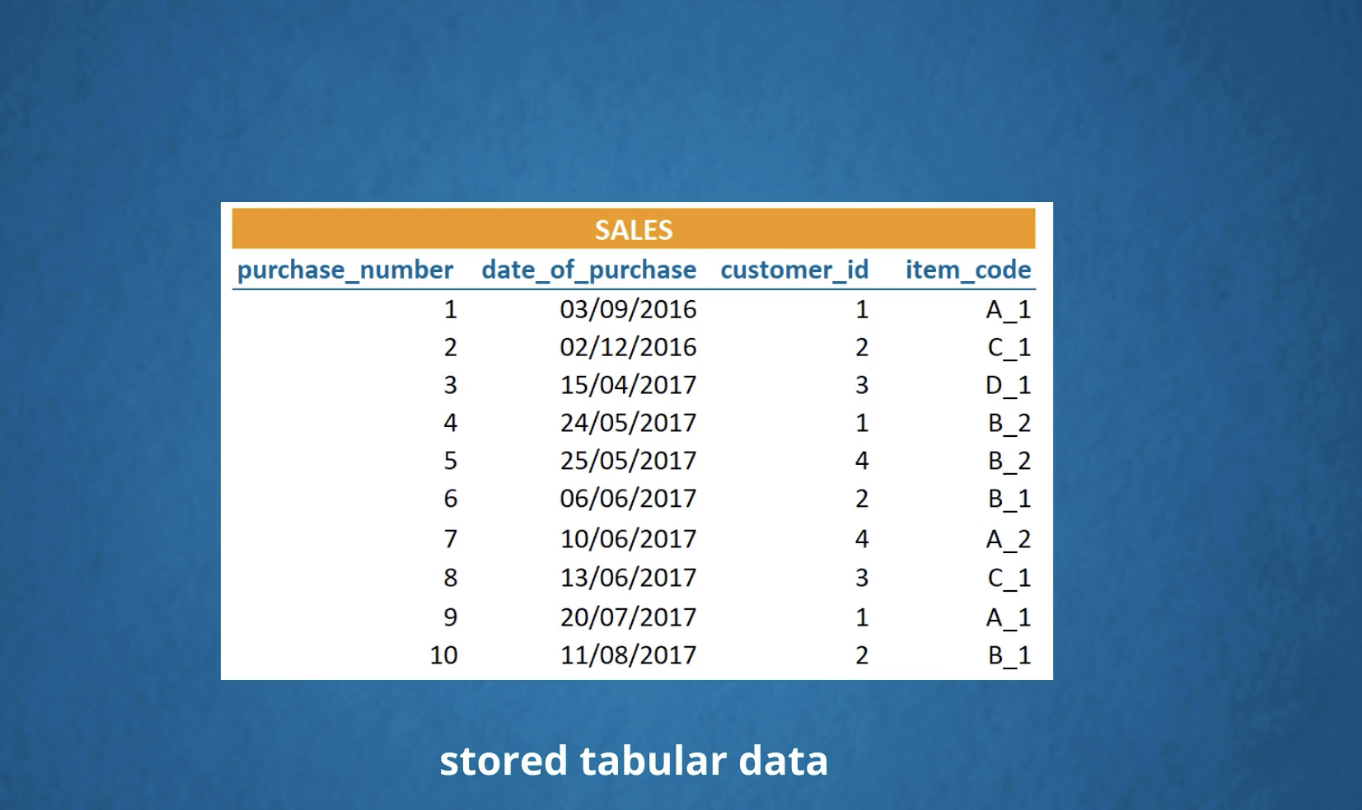 SALES
purchase_number date_of_purchase customer_id item_code
1 03/09/2016 1 A_1
2 02/12/2016 2 C_1
3 15/04/2017 3 D_1
4 24/05/2017 1 B_2
5 25/05/2017 4 B_2
6 06/06/2017 2 B_1
7 10/06/2017 4 A_2
8 13/06/2017 3 C_1
9 20/07/2017 1 A_1
10 11/08/2017 2 B_1
stored tabular data